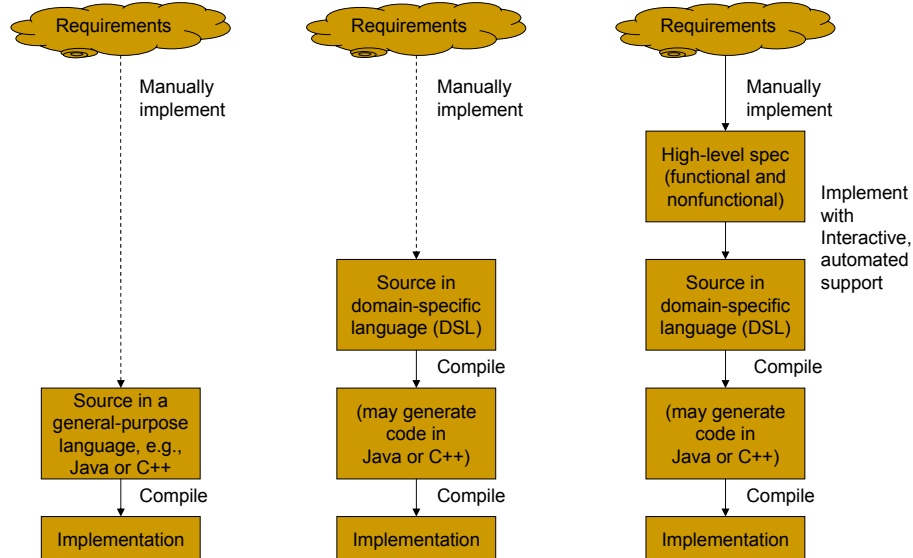 Requirements
Manually
implement
Source in a
general-purpose
language, e.g.,
Java or C++
Compile
Implementation
Requirements
Manually
implement
Source in
domain-specific
language (DSL)
Compile
(may generate
code in
Java or C++)
Compile
Implementation
Requirements
Manually
implement
High-level spec
(functional and
nonfunctional)
Implement
with
Interactive,
automated
support
Source in
domain-specific
language (DSL)
Compile
(may generate
code in
Java or C++)
Compile
Implementation